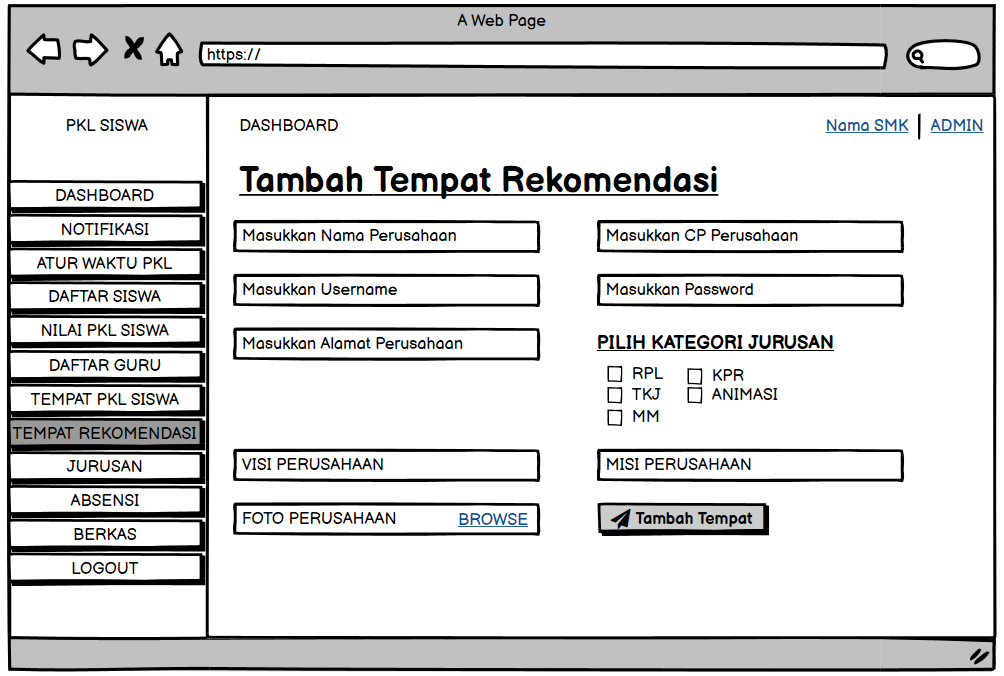 A Web Page
https://
PKL SISWA
DASHBOARD
NOTIFIKASI
ATUR WAKTU PKL
DAFTAR SISWA
NILAI PKL SISWA
DAFTAR GURU
TEMPAT PKL SISWA
TEMPAT REKOMENDASI
JURUSAN
ABSENSI
BERKAS
LOGOUT
DASHBOARD
Nama SMK | ADMIN
Tambah Tempat Rekomendasi
Masukkan Nama Perusahaan
Masukkan CP Perusahaan
Masukkan Username
Masukkan Password
Masukkan Alamat Perusahaan
PILIH KATEGORI JURUSAN
RPL KPR
TKJ ANIMASI
MM
VISI PERUSAHAAN
MISI PERUSAHAAN
FOTO PERUSAHAAN BROWSE
Tambah Tempat